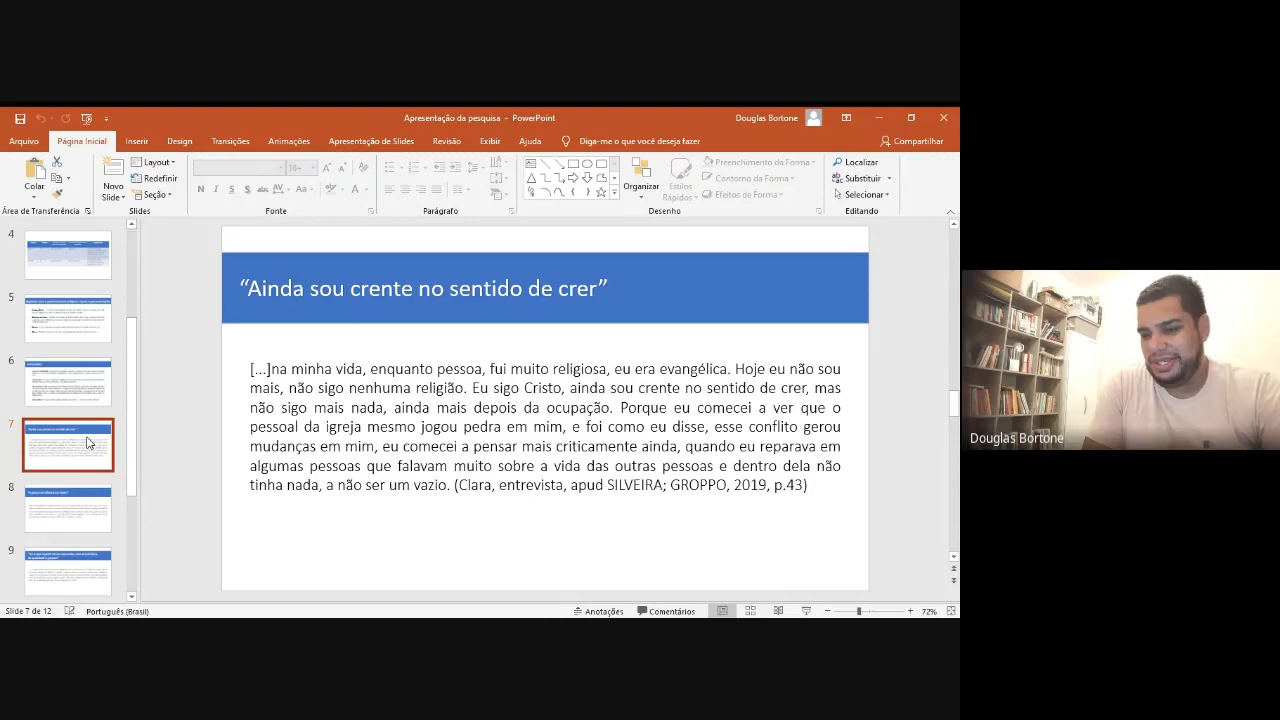 Apresentação da pesquisa - PowerPoint
Douglas Bortone
Arquivo Página Inicial Inserir Design Transições Animações Apresentação de Slides Revisão Exibir Ajuda Diga-me o que você deseja fazer Compartilhar
Colar
Novo Slide
Layout
Redefinir
Seção
18+
N I S S abc AV Aa A
Organizar
Estilos Rápidos
Preenchimento da Forma
Contorno da Forma
Efeitos de Forma
Localizar
Substituir
Selecionar
Área de Transferência Slides Fonte Parágrafo Desenho Editando
4
5
6
7
8
9
“Ainda sou crente no sentido de crer”
[...]na minha vida, enquanto pessoa, fui muito religiosa, eu era evangélica. Hoje eu não sou
mais, não sigo nenhuma religião. Eu sei que isto, ainda sou crente no sentido de crer, mas
não sigo mais nada, ainda mais depois da ocupação. Porque eu comecei a ver que o
pessoal da igreja mesmo jogou pedra em mim, e foi como eu disse, esse conflito gerou
mudanças em mim, eu comecei a pensar mais criticamente ainda, quando eu reparava em
algumas pessoas que falavam muito sobre a vida das outras pessoas e dentro dela não
tinha nada, a não ser um vazio. (Clara, entrevista, apud SILVEIRA; GROPPO, 2019, p.43)
Douglas Bortone
Slide 7 de 12 Português (Brasil) Anotações Comentários 72%